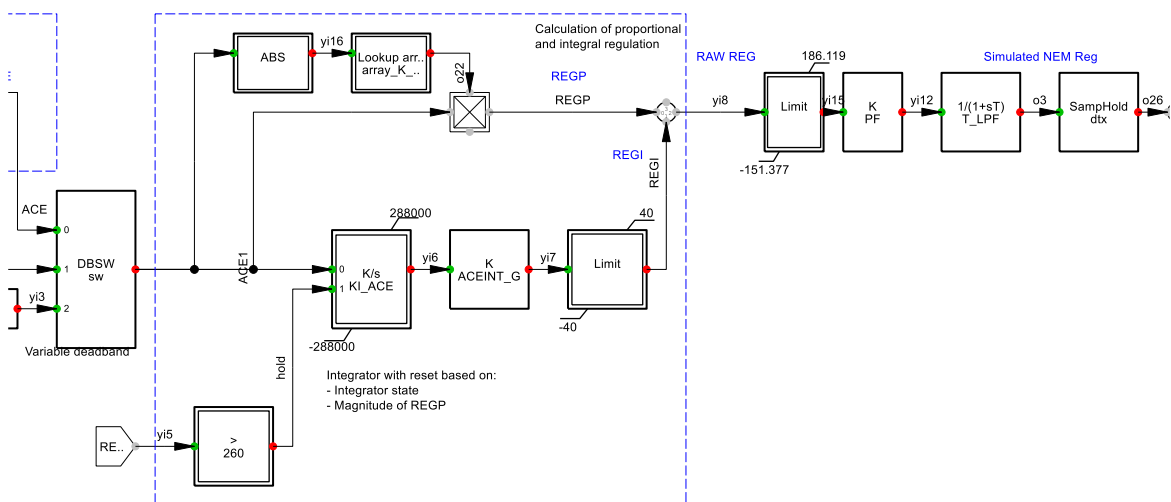 Calculation of proportional
and integral regulation
RAW REG
186.119
Simulated NEM Reg
ABS
yi16
Lookup arr..
array_K_..
o22
REGP
REGP
yi8
Limit
yi15
K
PF
yi12
1/(1+sT)
T_LPF
o3
SampHold
dtx
o26
-151.377
REGI
REGI
E
ACE
0
1
2
DBSW
sw
yi3
Variable deadband
ACE1
288000
0
1
K/s
KI_ACE
-288000
yi6
K
ACEINT_G
yi7
40
Limit
-40
hold
Integrator with reset based on:
- Integrator state
- Magnitude of REGP
RE..
yi5
>
260